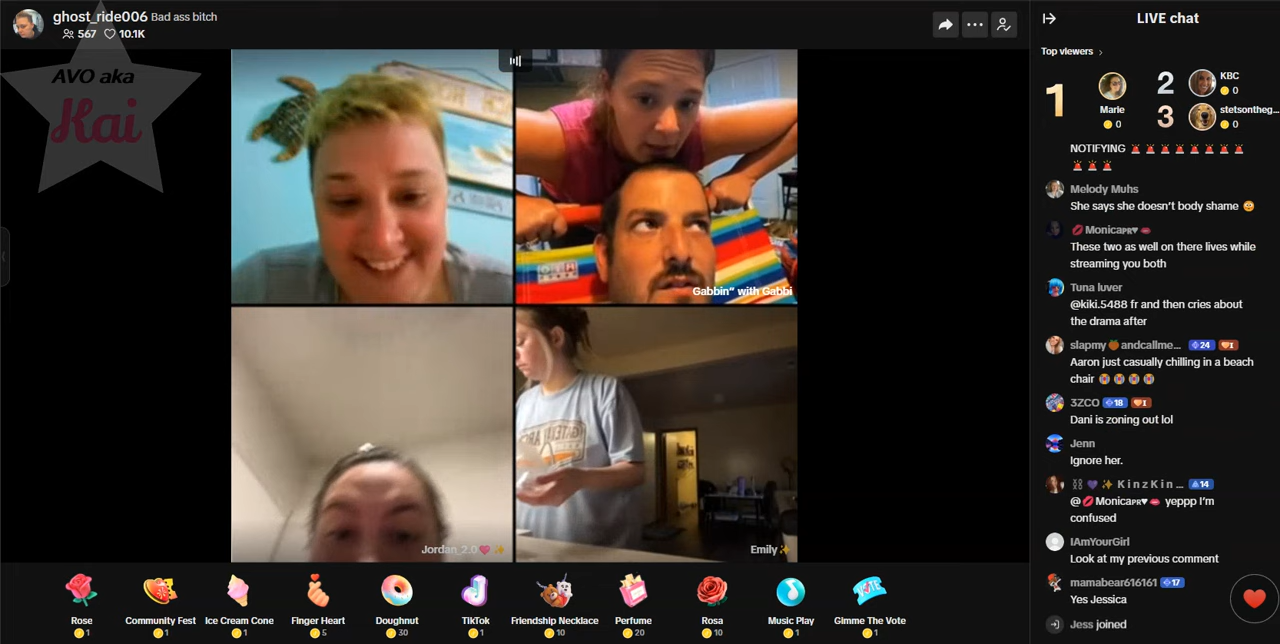 ghost_ride006 Bad ass bitch
567 10.1K
AVO aka
Kai
Gabbin" with Gabbi
Jordan_2.0
Emily
Rose
1
Community Fest
1
Ice Cream Cone
1
Finger Heart
5
Doughnut
30
TikTok
1
Friendship Necklace
10
Perfume
20
Rosa
10
Music Play
1
Gimme The Vote
1
LIVE chat
Top viewers
1
Marie
0
2
KBC
0
3
stetsontheg...
0
NOTIFYING
Melody Muhs
She says she doesn't body shame
Monicaᴘʀ♥
These two as well on there lives while
streaming you both
Tuna luver
@kiki.5488 fr and then cries about
the drama after
slapmy🍊andcallme... 24 I
Aaron just casually chilling in a beach
chair
3ZCO 18 I
Dani is zoning out lol
Jenn
Ignore her.
K i n z K i n ... 14
@💋Monicaᴘʀ♥👄 yeppp I'm
confused
IAmYourGirl
Look at my previous comment
mamabear616161 17
Yes Jessica
Jess joined